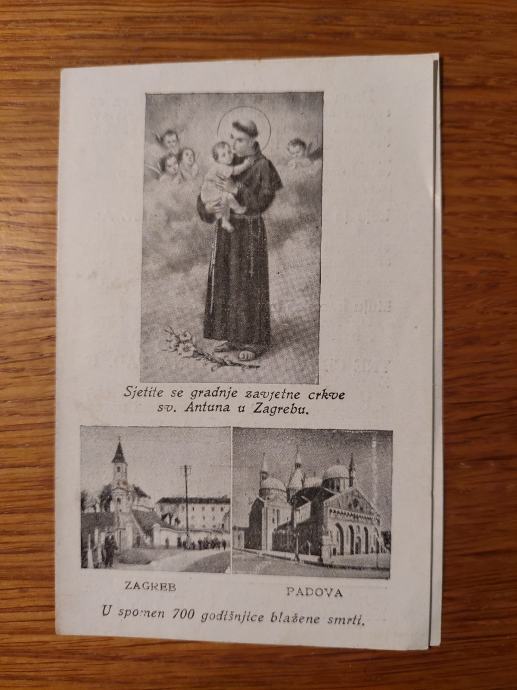 Sjetite se gradnje zavjetne crkve
sv. Antuna u Zagrebu.
ZAGREB
PADOVA
U spomen 700 godišnjice blažene smrti.